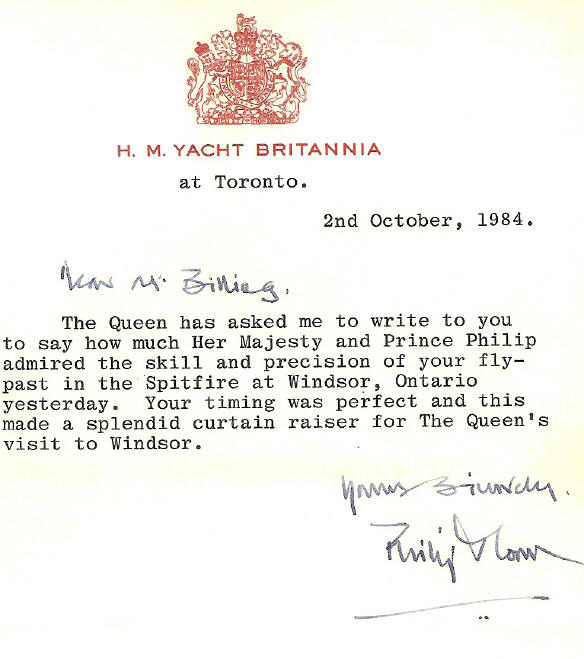 H. M. YACHT BRITANNIA
at Toronto.
2nd October, 1984.
Dear Mr Billing,
The Queen has asked me to write to you
to say how much Her Majesty and Prince Philip
admired the skill and precision of your fly-
past in the Spitfire at Windsor, Ontario
yesterday. Your timing was perfect and this
made a splendid curtain raiser for The Queen's
visit to Windsor.
Yours sincerely,
Philip